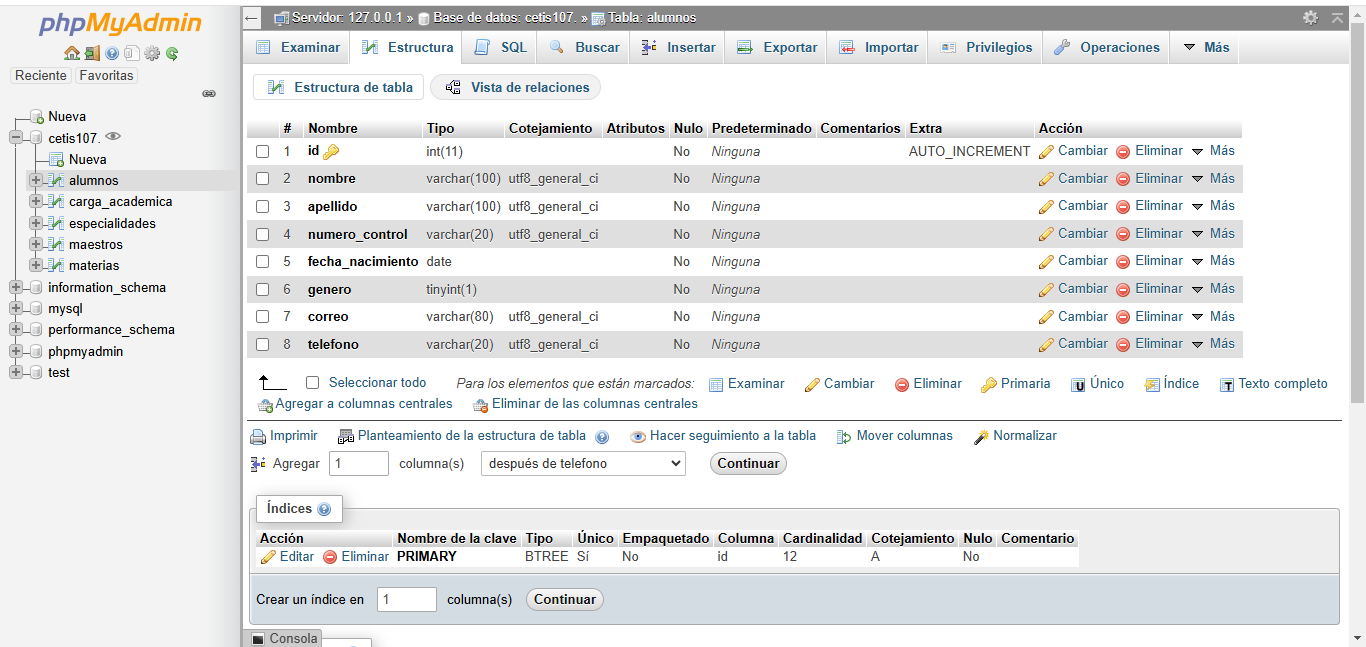 phpMyAdmin
Reciente Favoritas
Nueva
cetis107.
Nueva
alumnos
carga_academica
especialidades
maestros
materias
information_schema
mysql
performance_schema
phpmyadmin
test
← Servidor: 127.0.0.1 » Base de datos: cetis107. » Tabla: alumnos
Examinar Estructura SQL Buscar Insertar Exportar Importar Privilegios Operaciones Más
Estructura de tabla Vista de relaciones
# Nombre Tipo Cotejamiento Atributos Nulo Predeterminado Comentarios Extra Acción
1 id int(11) No Ninguna AUTO_INCREMENT Cambiar Eliminar Más
2 nombre varchar(100) utf8_general_ci No Ninguna Cambiar Eliminar Más
3 apellido varchar(100) utf8_general_ci No Ninguna Cambiar Eliminar Más
4 numero_control varchar(20) utf8_general_ci No Ninguna Cambiar Eliminar Más
5 fecha_nacimiento date No Ninguna Cambiar Eliminar Más
6 genero tinyint(1) No Ninguna Cambiar Eliminar Más
7 correo varchar(80) utf8_general_ci No Ninguna Cambiar Eliminar Más
8 telefono varchar(20) utf8_general_ci No Ninguna Cambiar Eliminar Más
Seleccionar todo Para los elementos que están marcados: Examinar Cambiar Eliminar Primaria Único Índice Texto completo
Agregar a columnas centrales Eliminar de las columnas centrales
Imprimir Planteamiento de la estructura de tabla Hacer seguimiento a la tabla Mover columnas Normalizar
Agregar 1 columna(s) después de telefono Continuar
Índices
Acción Nombre de la clave Tipo Único Empaquetado Columna Cardinalidad Cotejamiento Nulo Comentario
Editar Eliminar PRIMARY BTREE Sí No id 12 A No
Crear un índice en 1 columna(s) Continuar
Consola